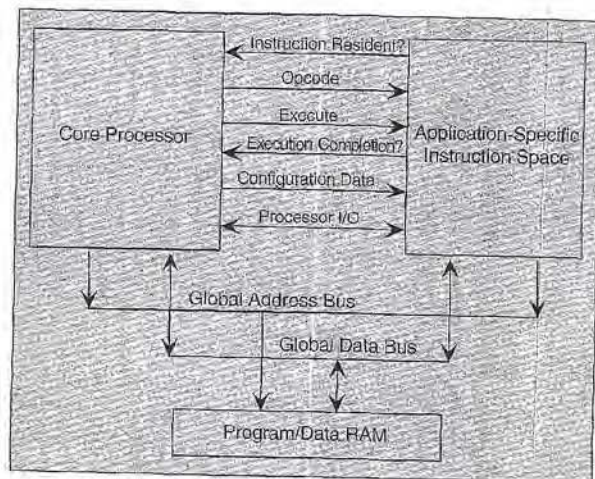 Instruction Resident?
Opcode
Execute
Core Processor
Execution Completion?
Application-Specific
Instruction Space
Configuration Data
Processor I/O
Global Address Bus
Global Data Bus
Program/Data RAM